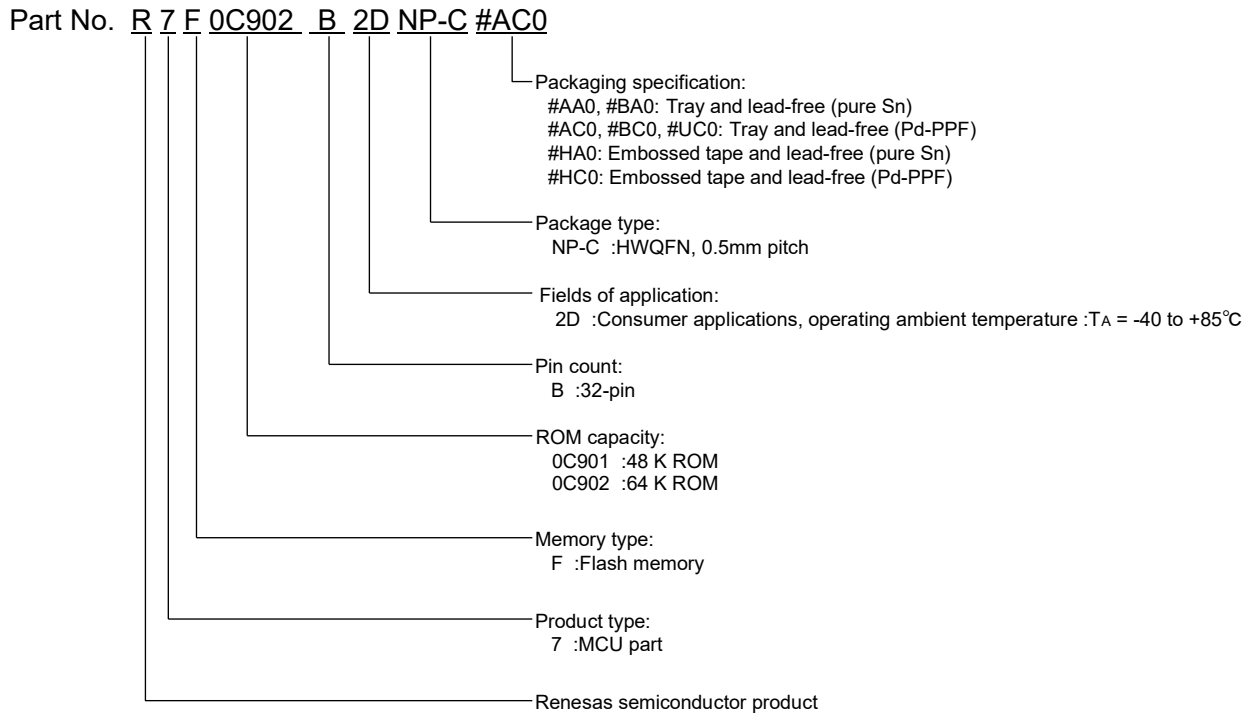 Part No. R 7 F 0C902 B 2D NP-C #AC0
Packaging specification:
#AA0, #BA0: Tray and lead-free (pure Sn)
#AC0, #BC0, #UC0: Tray and lead-free (Pd-PPF)
#HA0: Embossed tape and lead-free (pure Sn)
#HC0: Embossed tape and lead-free (Pd-PPF)
Package type:
NP-C :HWQFN, 0.5mm pitch
Fields of application:
2D :Consumer applications, operating ambient temperature :TA = -40 to +85°C
Pin count:
B :32-pin
ROM capacity:
0C901 :48 K ROM
0C902 :64 K ROM
Memory type:
F :Flash memory
Product type:
7 :MCU part
Renesas semiconductor product